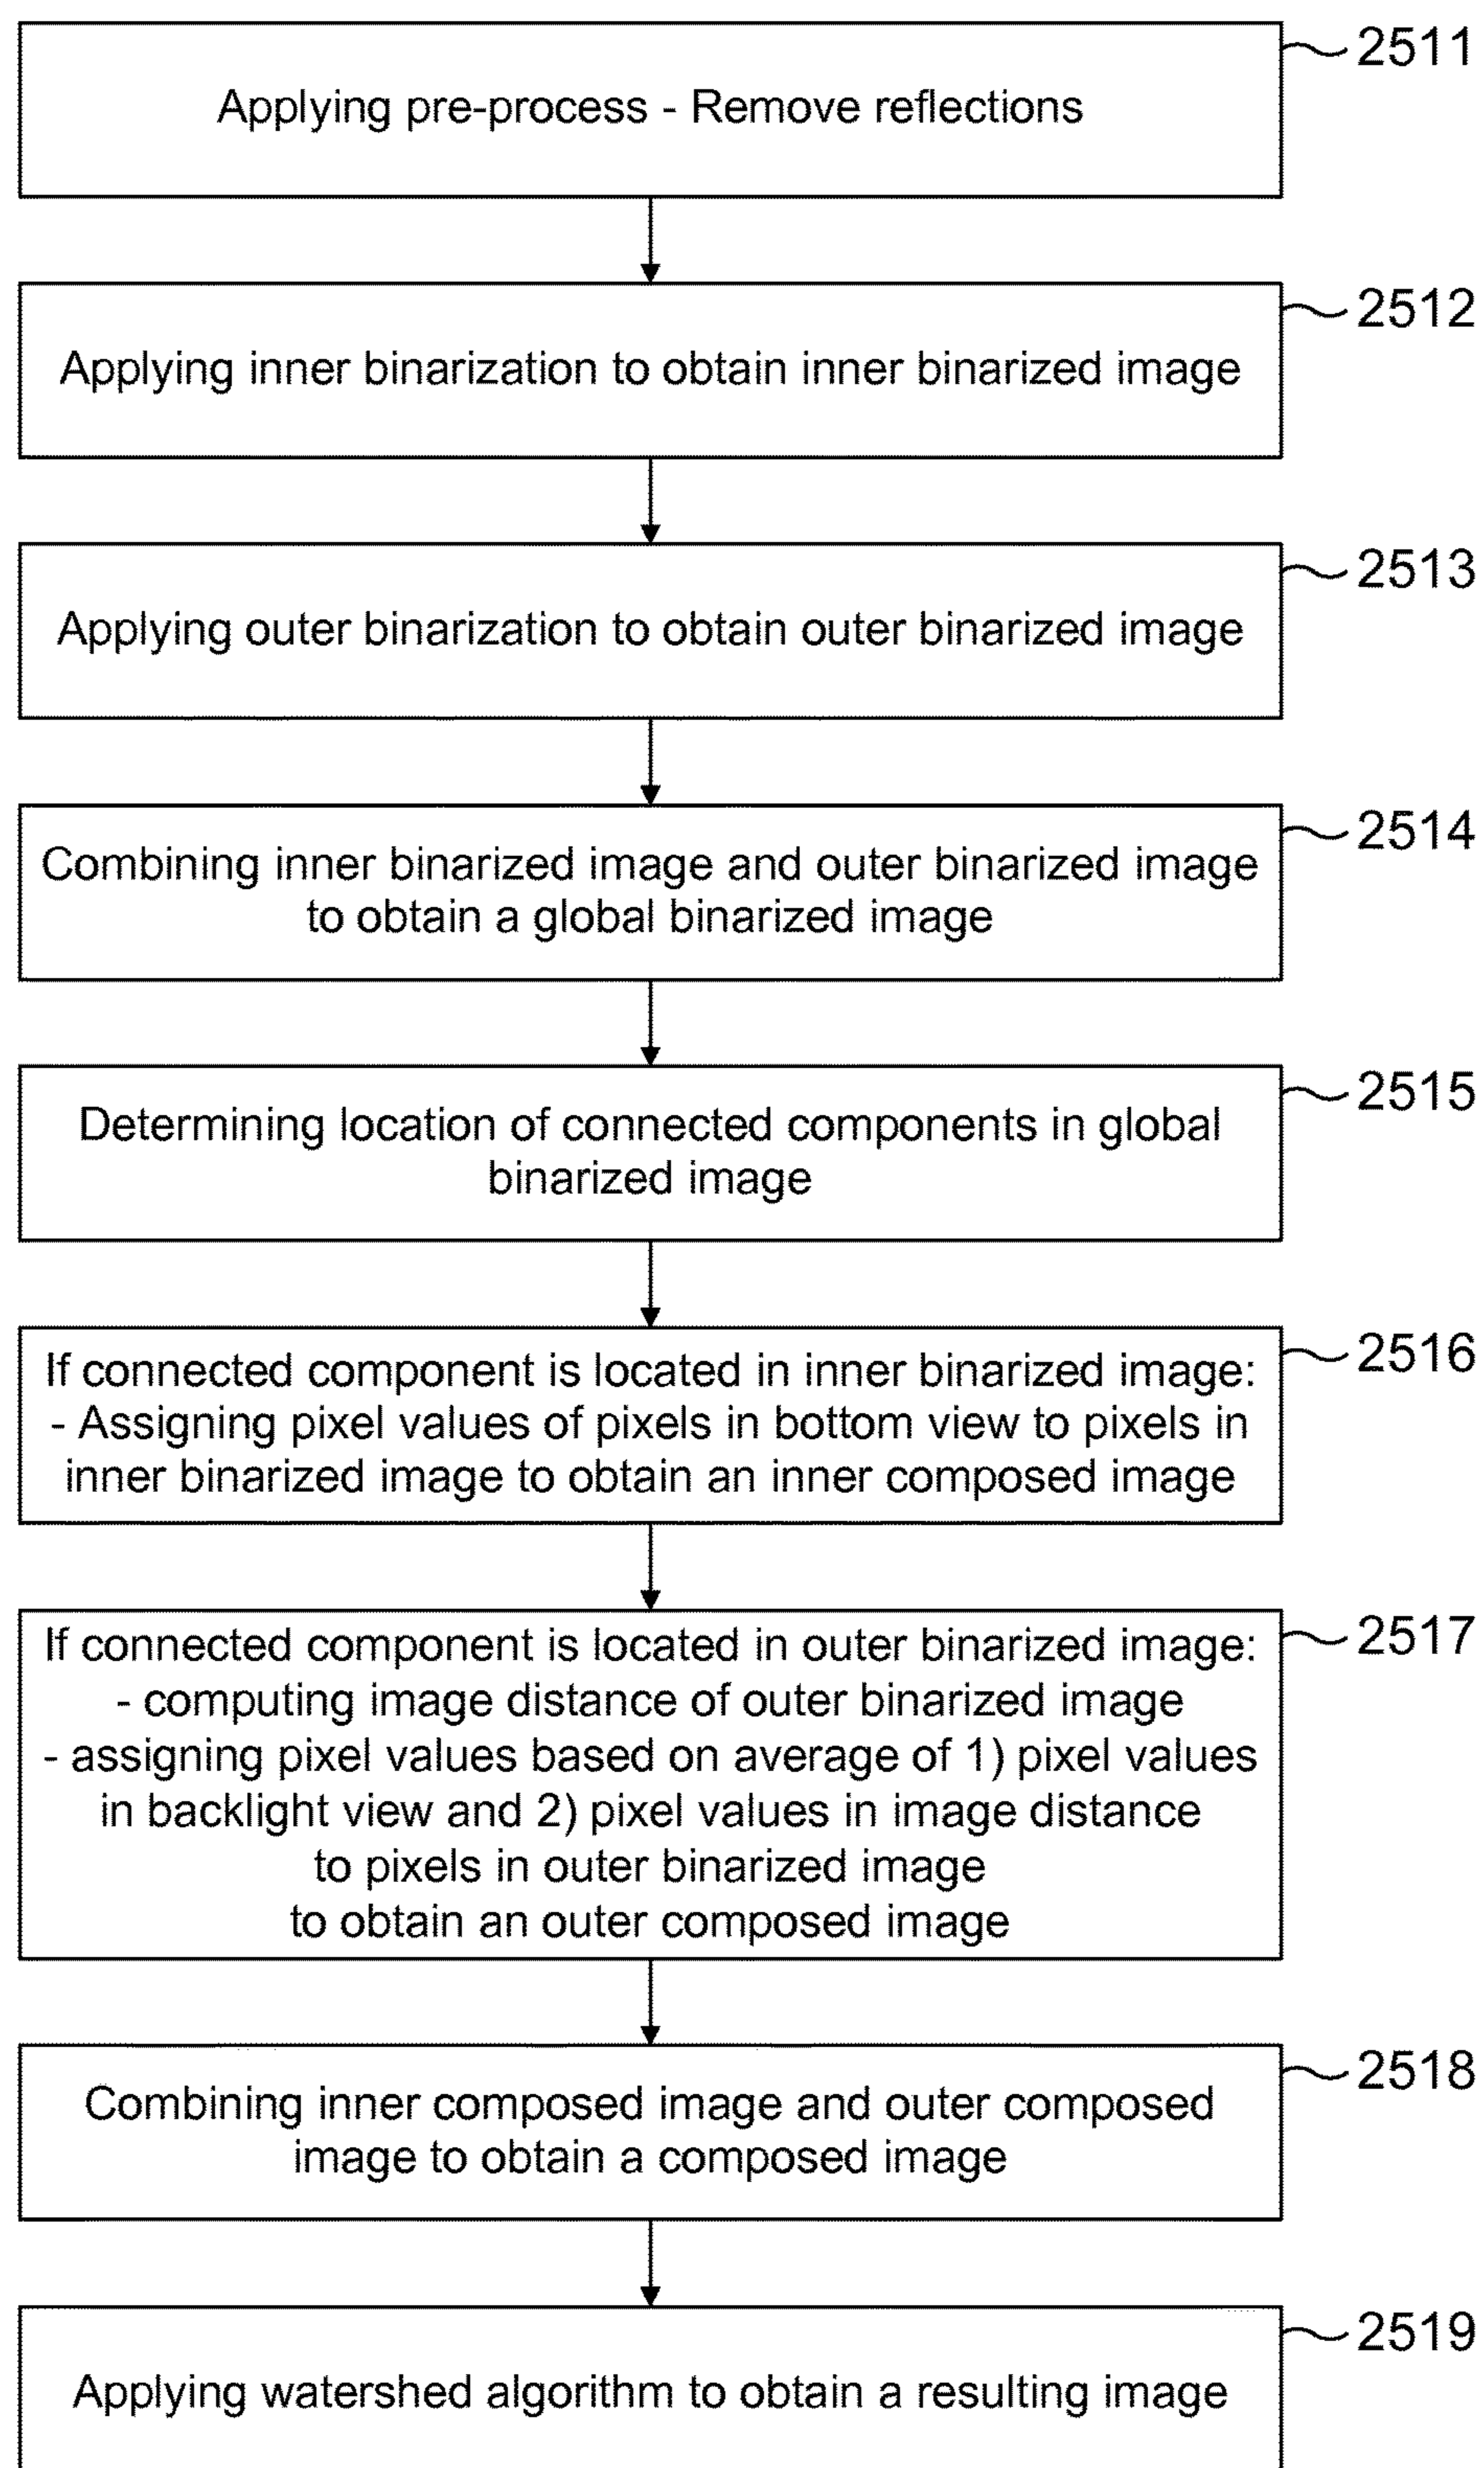 2511
Applying pre-process - Remove reflections
2512
Applying inner binarization to obtain inner binarized image
2513
Applying outer binarization to obtain outer binarized image
2514
Combining inner binarized image and outer binarized image
to obtain a global binarized image
2515
Determining location of connected components in global
binarized image
2516
If connected component is located in inner binarized image:
- Assigning pixel values of pixels in bottom view to pixels in
inner binarized image to obtain an inner composed image
2517
If connected component is located in outer binarized image:
- computing image distance of outer binarized image
- assigning pixel values based on average of 1) pixel values
in backlight view and 2) pixel values in image distance
to pixels in outer binarized image
to obtain an outer composed image
2518
Combining inner composed image and outer composed
image to obtain a composed image
2519
Applying watershed algorithm to obtain a resulting image